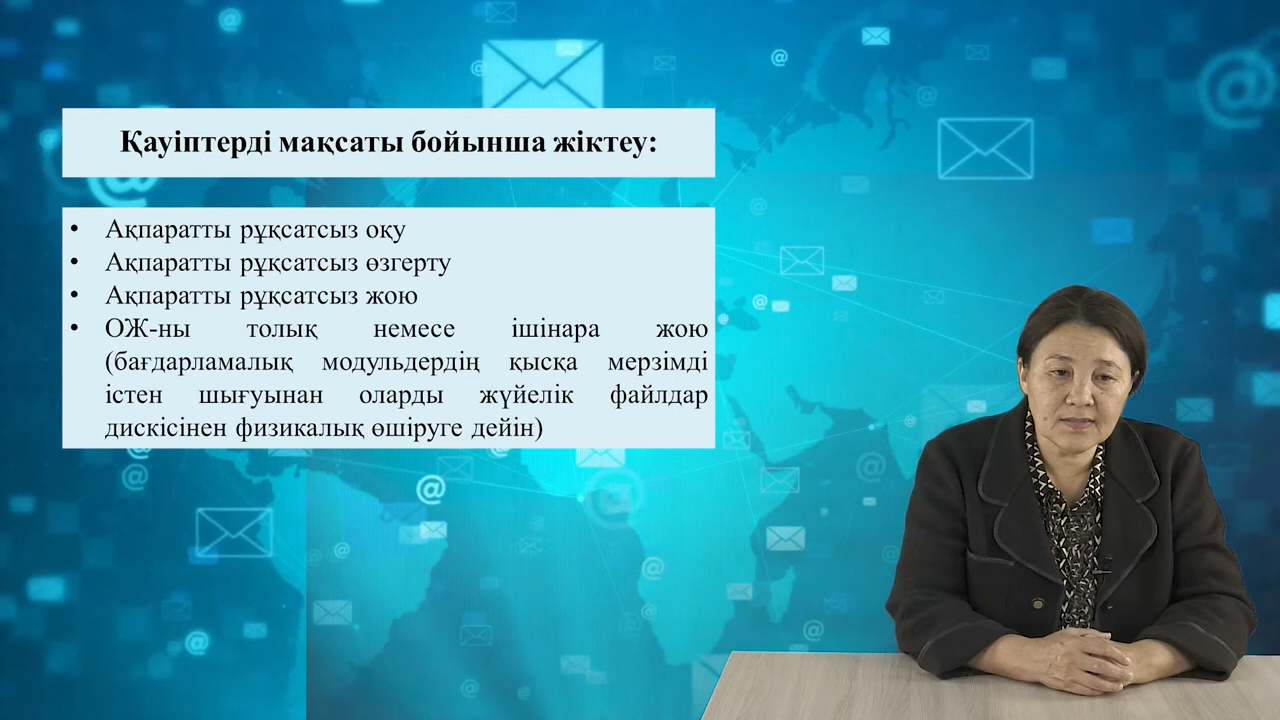 Қауіптерді мақсаты бойынша жіктеу:
• Ақпаратты рұқсатсыз оқу
• Ақпаратты рұқсатсыз өзгерту
• Ақпаратты рұқсатсыз жою
• ОЖ-ны толық немесе ішінара жою
(бағдарламалық модульдердің қысқа мерзімді
істен шығуынан оларды жүйелік файлдар
дискісінен физикалық өшіруге дейін)